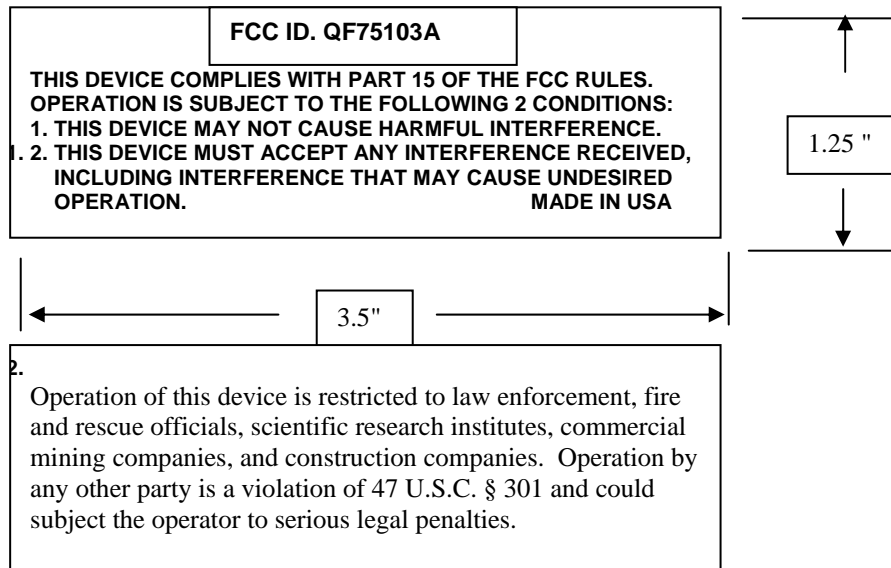 FCC ID. QF75103A
THIS DEVICE COMPLIES WITH PART 15 OF THE FCC RULES.
OPERATION IS SUBJECT TO THE FOLLOWING 2 CONDITIONS:
1. THIS DEVICE MAY NOT CAUSE HARMFUL INTERFERENCE.
1. 2. THIS DEVICE MUST ACCEPT ANY INTERFERENCE RECEIVED,
INCLUDING INTERFERENCE THAT MAY CAUSE UNDESIRED
OPERATION. MADE IN USA
1.25 "
3.5"
2.
Operation of this device is restricted to law enforcement, fire
and rescue officials, scientific research institutes, commercial
mining companies, and construction companies. Operation by
any other party is a violation of 47 U.S.C. § 301 and could
subject the operator to serious legal penalties.